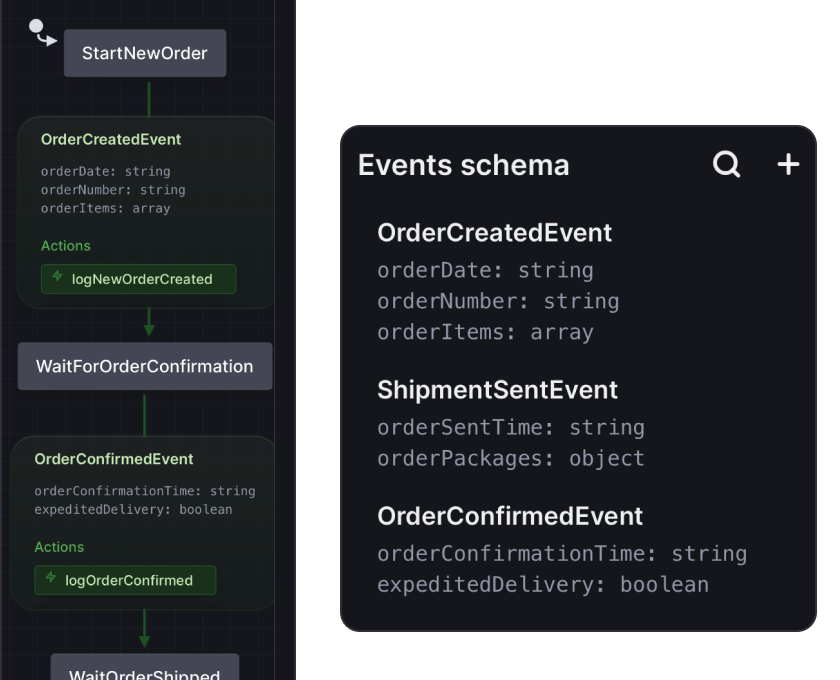 StartNewOrder
OrderCreatedEvent
orderDate: string
orderNumber: string
orderItems: array
Actions
logNewOrderCreated
WaitForOrderConfirmation
OrderConfirmedEvent
orderConfirmationTime: string
expeditedDelivery: boolean
Actions
logOrderConfirmed
WaitOrderShipped
Events schema
OrderCreatedEvent
orderDate: string
orderNumber: string
orderItems: array
ShipmentSentEvent
orderSentTime: string
orderPackages: object
OrderConfirmedEvent
orderConfirmationTime: string
expeditedDelivery: boolean